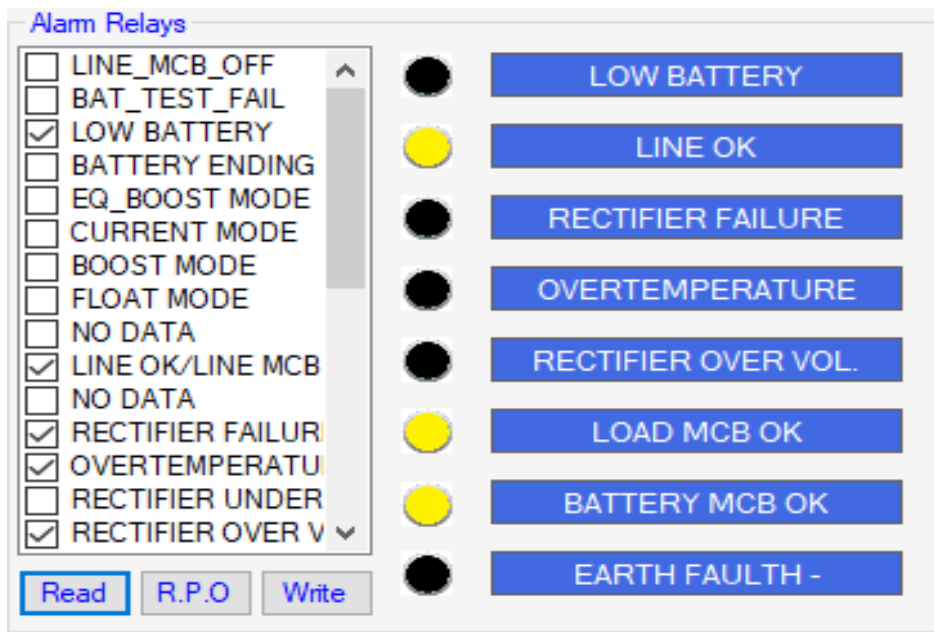 Alarm Relays
LINE_MCB_OFF
BAT_TEST_FAIL
LOW BATTERY
BATTERY ENDING
EQ_BOOST MODE
CURRENT MODE
BOOST MODE
FLOAT MODE
NO DATA
LINE OK/LINE MCB
NO DATA
RECTIFIER FAILUR
OVERTEMPERATU
RECTIFIER UNDER
RECTIFIER OVER V
Read
R.P.O
Write
LOW BATTERY
LINE OK
RECTIFIER FAILURE
OVERTEMPERATURE
RECTIFIER OVER VOL.
LOAD MCB OK
BATTERY MCB OK
EARTH FAULTH -